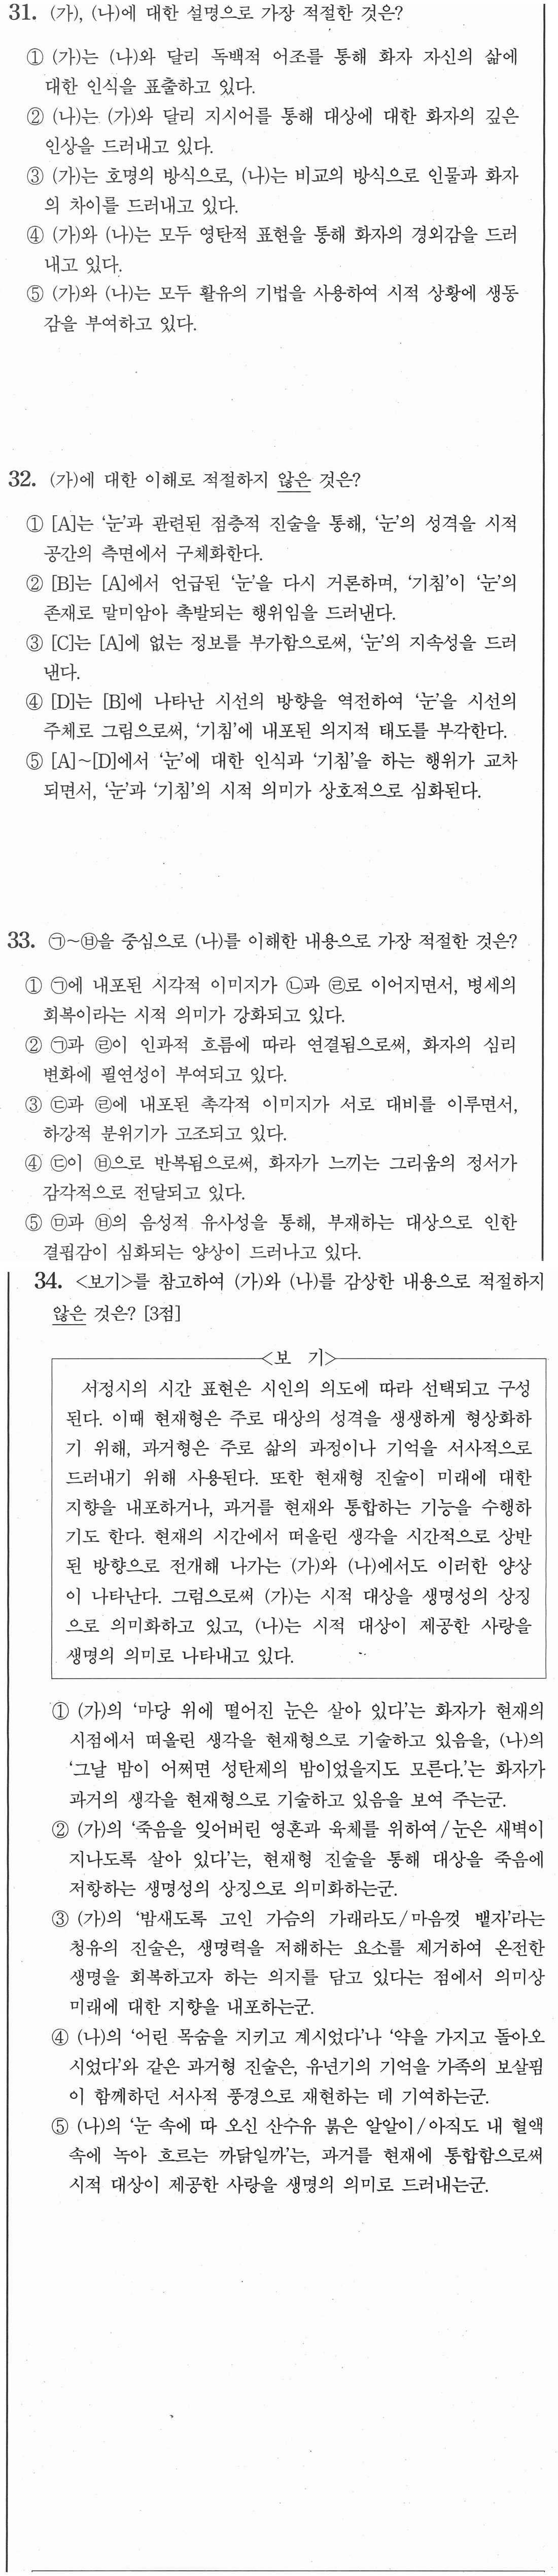 31. (가), (나)에 대한 설명으로 가장 적절한 것은?
① (가)는 (나)와 달리 독백적 어조를 통해 화자 자신의 삶에
대한 인식을 표출하고 있다.
② (나)는 (가)와 달리 지시어를 통해 대상에 대한 화자의 깊은
인상을 드러내고 있다.
③ (가)는 호명의 방식으로, (나)는 비교의 방식으로 인물과 화자
의 차이를 드러내고 있다.
④ (가)와 (나)는 모두 영탄적 표현을 통해 화자의 경외감을 드러
내고 있다.
⑤ (가)와 (나)는 모두 활유의 기법을 사용하여 시적 상황에 생동
감을 부여하고 있다.
32. (가)에 대한 이해로 적절하지 않은 것은?
① [A]는 ‘눈’과 관련된 점층적 진술을 통해, ‘눈’의 성격을 시적
공간의 측면에서 구체화한다.
② [B]는 [A]에서 언급된 ‘눈’을 다시 거론하며, ‘기침’이 ‘눈’의
존재로 말미암아 촉발되는 행위임을 드러낸다.
③ [C]는 [A]에 없는 정보를 부가함으로써, ‘눈’의 지속성을 드러
낸다.
④ [D]는 [B]에 나타난 시선의 방향을 역전하여 ‘눈’을 시선의
주체로 그림으로써, ‘기침’에 내포된 의지적 태도를 부각한다.
⑤ [A]~[D]에서 ‘눈’에 대한 인식과 ‘기침’을 하는 행위가 교차
되면서, ‘눈’과 ‘기침’의 시적 의미가 상호적으로 심화된다.
33. ㉠~㉥을 중심으로 (나)를 이해한 내용으로 가장 적절한 것은?
① ㉠에 내포된 시각적 이미지가 ㉡과 ㉣로 이어지면서, 병세의
회복이라는 시적 의미가 강화되고 있다.
② ㉠과 ㉣이 인과적 흐름에 따라 연결됨으로써, 화자의 심리
변화에 필연성이 부여되고 있다.
③ ㉢과 ㉣에 내포된 촉각적 이미지가 서로 대비를 이루면서,
하강적 분위기가 고조되고 있다.
④ ㉢이 ㉥으로 반복됨으로써, 화자가 느끼는 그리움의 정서가
감각적으로 전달되고 있다.
⑤ ㉤과 ㉥의 음성적 유사성을 통해, 부재하는 대상으로 인한
결핍감이 심화되는 양상이 드러나고 있다.
34. <보기>를 참고하여 (가)와 (나)를 감상한 내용으로 적절하지
않은 것은? [3점]
<보 기>
서정시의 시간 표현은 시인의 의도에 따라 선택되고 구성
된다. 이때 현재형은 주로 대상의 성격을 생생하게 형상화하
기 위해, 과거형은 주로 삶의 과정이나 기억을 서사적으로
드러내기 위해 사용된다. 또한 현재형 진술이 미래에 대한
지향을 내포하거나, 과거를 현재와 통합하는 기능을 수행하
기도 한다. 현재의 시간에서 떠올린 생각을 시간적으로 상반
된 방향으로 전개해 나가는 (가)와 (나)에서도 이러한 양상
이 나타난다. 그럼으로써 (가)는 시적 대상을 생명성의 상징
으로 의미화하고 있고, (나)는 시적 대상이 제공한 사랑을
생명의 의미로 나타내고 있다.
① (가)의 ‘마당 위에 떨어진 눈은 살아 있다’는 화자가 현재의
시점에서 떠올린 생각을 현재형으로 기술하고 있음을, (나)의
‘그날 밤이 어쩌면 성탄제의 밤이었을지도 모른다.’는 화자가
과거의 생각을 현재형으로 기술하고 있음을 보여 주는군.
② (가)의 ‘죽음을 잊어버린 영혼과 육체를 위하여/눈은 새벽이
지나도록 살아 있다’는, 현재형 진술을 통해 대상을 죽음에
저항하는 생명성의 상징으로 의미화하는군.
③ (가)의 ‘밤새도록 고인 가슴의 가래라도/마음껏 뱉자’라는
청유의 진술은, 생명력을 저해하는 요소를 제거하여 온전한
생명을 회복하고자 하는 의지를 담고 있다는 점에서 의미상
미래에 대한 지향을 내포하는군.
④ (나)의 ‘어린 목숨을 지키고 계시었다’나 ‘약을 가지고 돌아오
시었다’와 같은 과거형 진술은, 유년기의 기억을 가족의 보살핌
이 함께하던 서사적 풍경으로 재현하는 데 기여하는군.
⑤ (나)의 ‘눈 속에 따 오신 산수유 붉은 알알이/아직도 내 혈액
속에 녹아 흐르는 까닭일까’는, 과거를 현재에 통합함으로써
시적 대상이 제공한 사랑을 생명의 의미로 드러내는군.